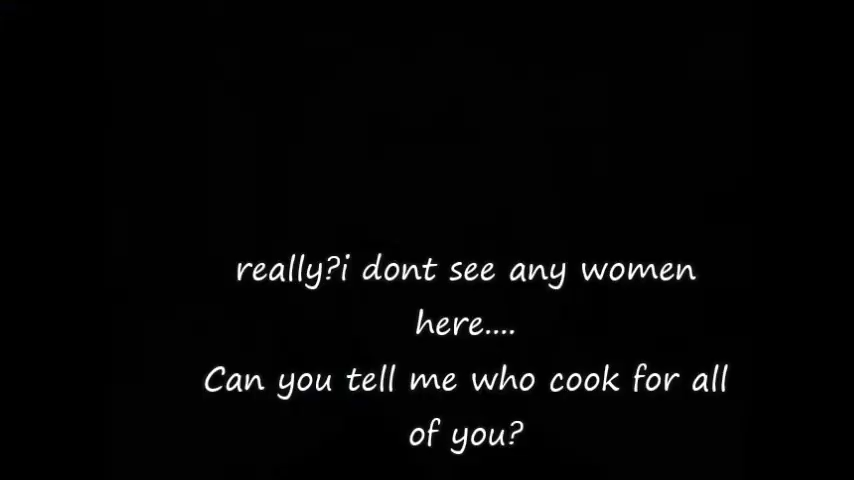 really?i dont see any women
here....
Can you tell me who cook for all
of you?